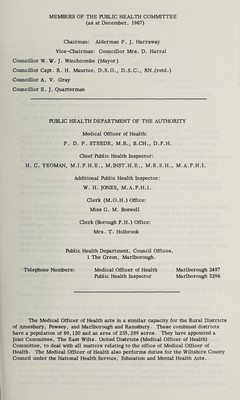 MEMBERS OF THE PUBLIC HEALTH COMMITTEE
(as at December, 1967)
Chairman: Alderman F. J. Harraway
Vice-Chairman: Councillor Mrs. D. Harral
Councillor W. W. J. Winchcombe (Mayor)
Councillor Capt. R. H. Maurice, D.S.O., D.S.C., RN.(retd.)
Councillor A. V. Gray
Councillor E. J. Quarterman
PUBLIC HEALTH DEPARTMENT OF THE AUTHORITY
Medical Officer of Health:
F. D. F. STEEDE, M.B., B.CH., D.P.H.
Chief Public Health Inspector:
H. C. YEOMAN, M.I.P.H.E., M.INST.H.E., M.R.S.H., M.A.P.H.I.
Additional Public Health Inspector:
W. H. JONES, M.A.P.H.I.
Clerk (M.O.H.) Office:
Miss G. M. Boswell
Clerk (Borough P.H.) Office:
Mrs. T. Holbrook
Public Health Department, Council Offices,
1 The Green, Marlborough.
Telephone Numbers: Medical Officer of Health Marlborough 2487
Public Health Inspector Marlborough 3298
The Medical Officer of Health acts in a similar capacity for the Rural Districts
of Amesbury, Pewsey, and Marlborough and Ramsbury. These combined districts
have a population of 69,120 and an area of 235,289 acres. They have appointed a
Joint Committee, The East Wilts. United Districts (Medical Officer of Health)
Committee, to deal with all matters relating to the office of Medical Officer of
Health. The Medical Officer of Health also performs duties for the Wiltshire County
Council under the National Health Service, Education and Mental Health Acts.